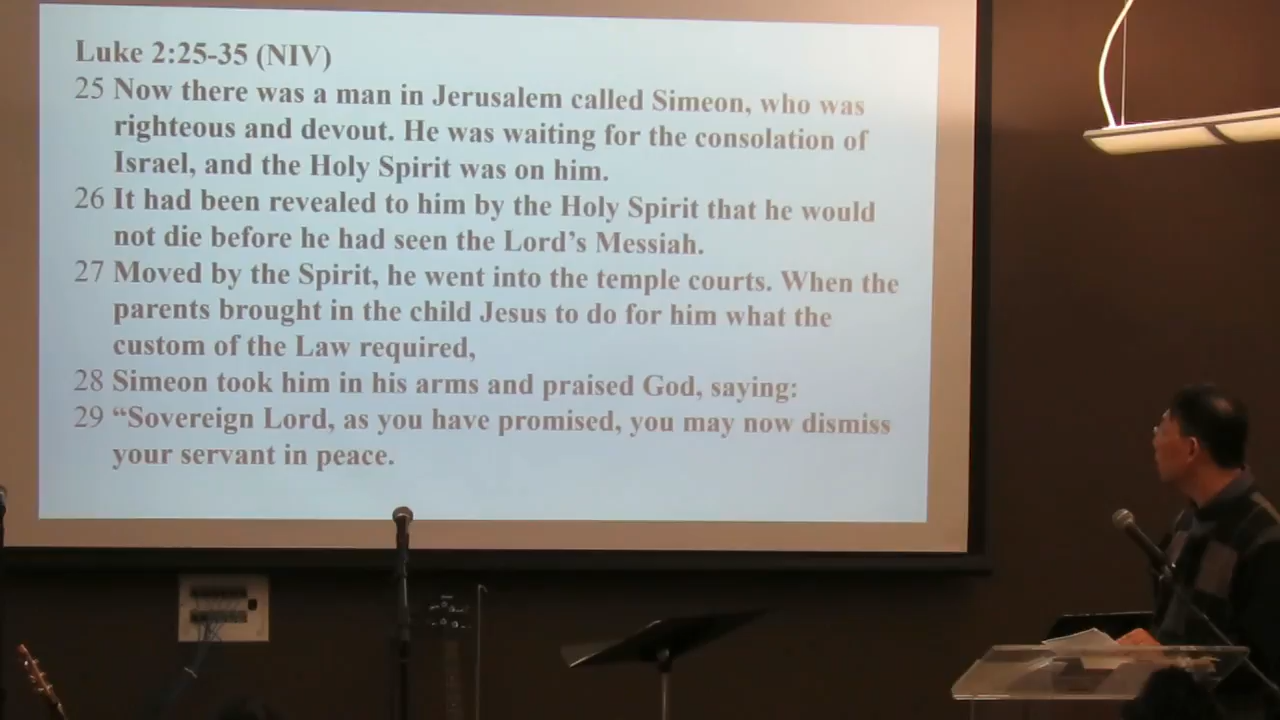 Luke 2:25-35 (NIV)
25 Now there was a man in Jerusalem called Simeon, who was
righteous and devout. He was waiting for the consolation of
Israel, and the Holy Spirit was on him.
26 It had been revealed to him by the Holy Spirit that he would
not die before he had seen the Lord’s Messiah.
27 Moved by the Spirit, he went into the temple courts. When the
parents brought in the child Jesus to do for him what the
custom of the Law required,
28 Simeon took him in his arms and praised God, saying:
29 “Sovereign Lord, as you have promised, you may now dismiss
your servant in peace.